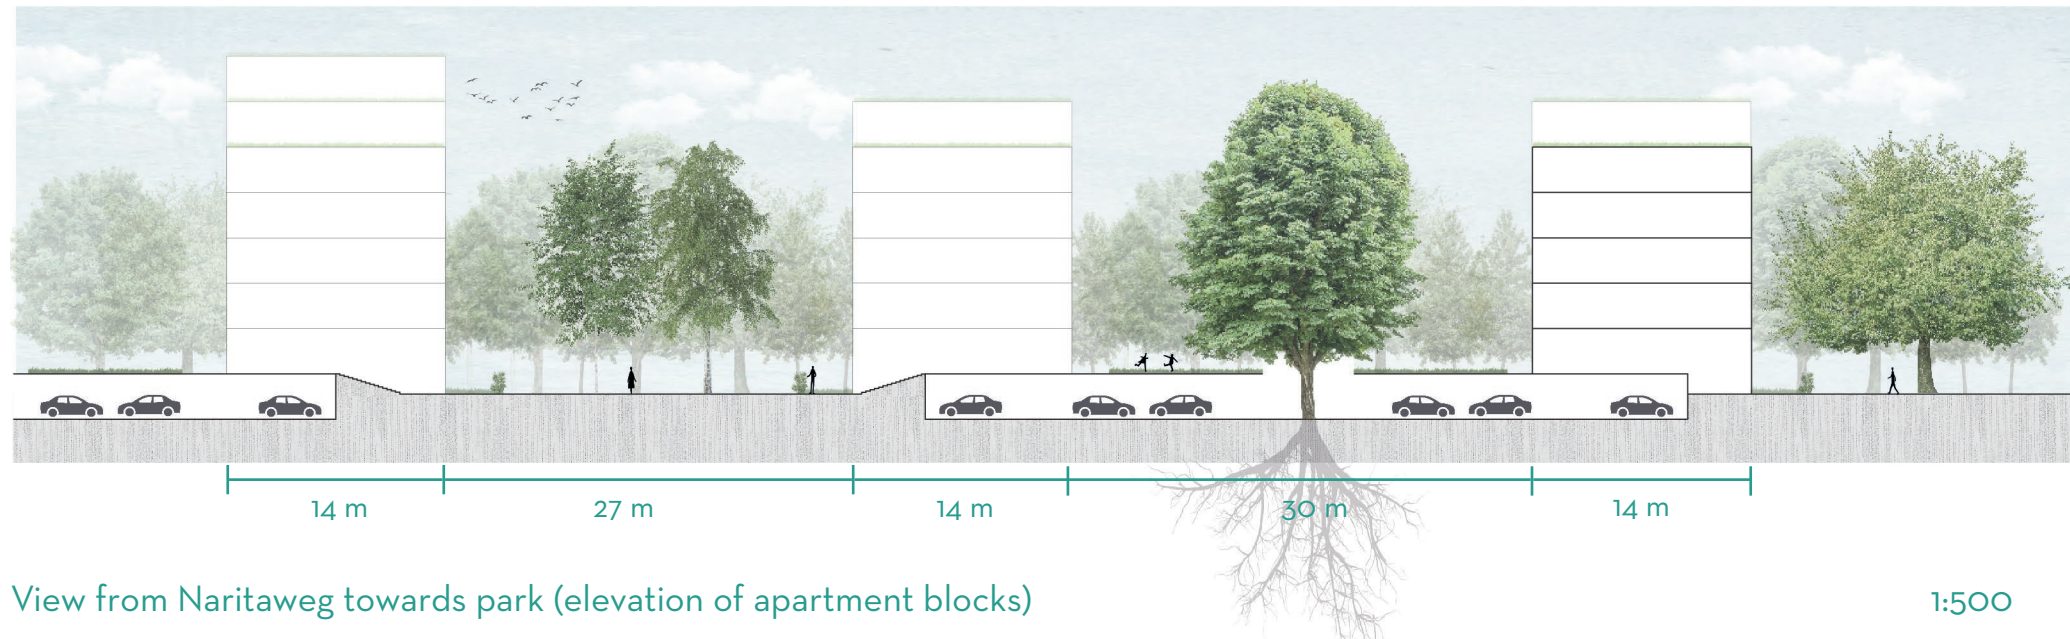 14 m
27 m
14 m
30 m
14 m
View from Naritaweg towards park (elevation of apartment blocks)
1:500